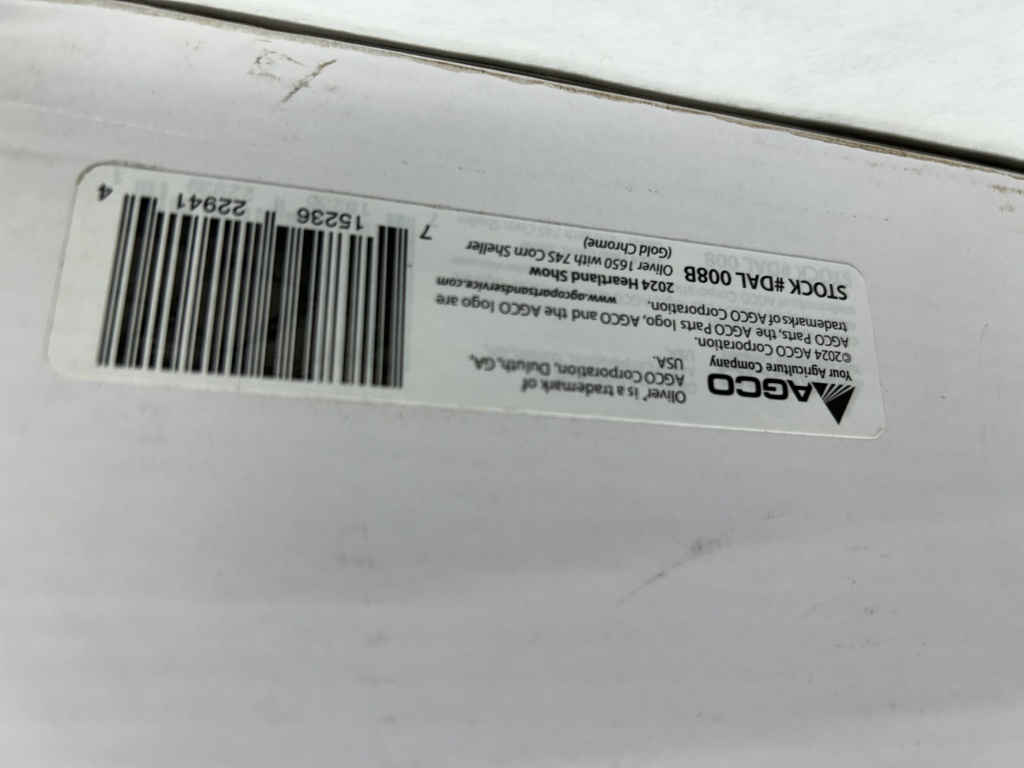 AGCO
Your Agriculture Company
©2024 AGCO Corporation.
AGCO Parts, the AGCO Parts logo, AGCO and the AGCO logo are
trademarks of AGCO Corporation.
Oliver® is a trademark of
AGCO Corporation, Duluth, GA,
USA.
www.agcopartsandservice.com
STOCK #DAL 008B
2024 Heartland Show
Oliver 1650 with 74S Corn Sheller
(Gold Chrome)
7 15236 22941 4